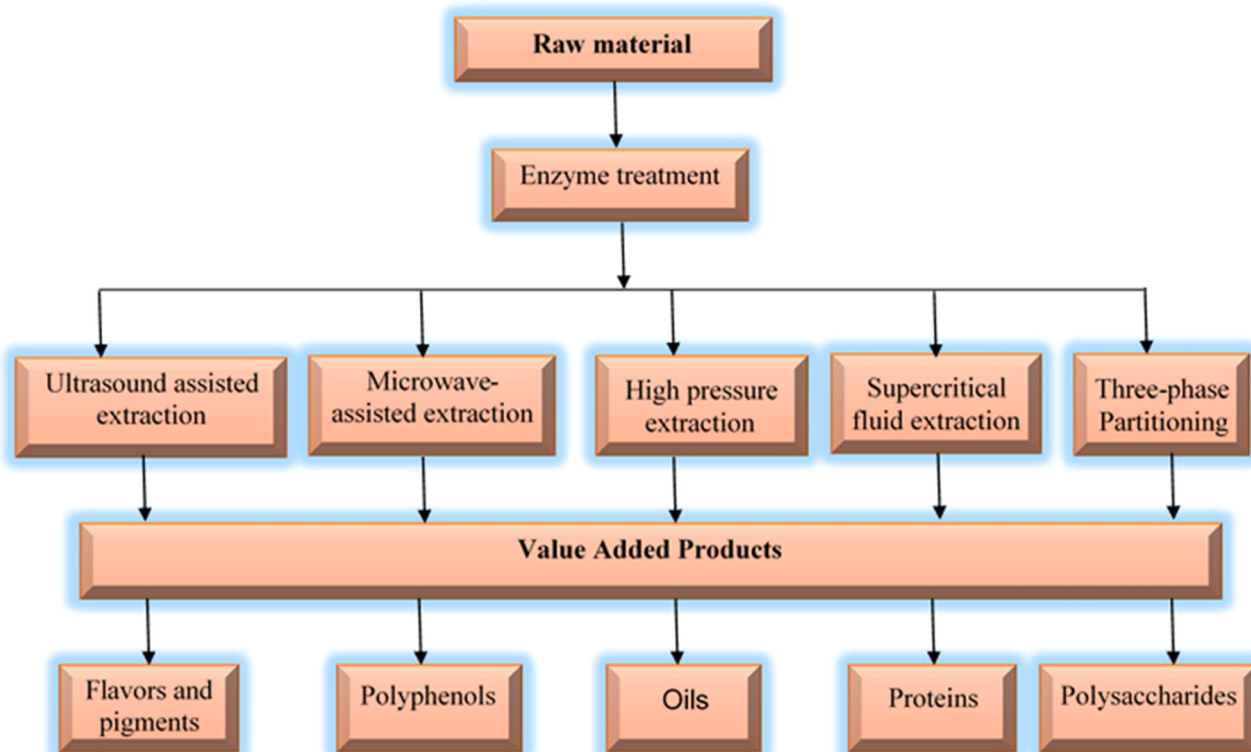 Raw material
Enzyme treatment
Ultrasound assisted
extraction
Microwave-
assisted extraction
High pressure
extraction
Supercritical
fluid extraction
Three-phase
Partitioning
Value Added Products
Flavors and
pigments
Polyphenols
Oils
Proteins
Polysaccharides